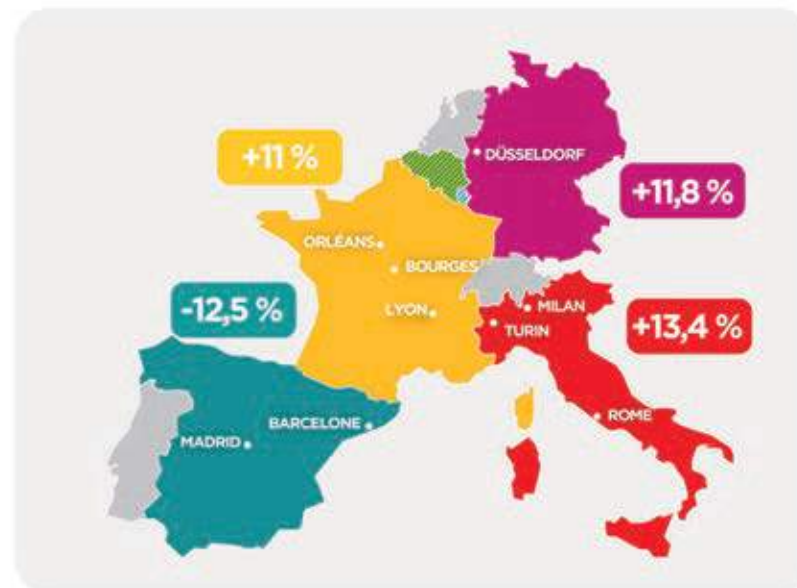 +11 %
DÜSSELDORF
+11,8 %
ORLÉANS
BOURGES
-12,5 %
LYON
MILAN
TURIN
+13,4 %
ROME
BARCELONE
MADRID